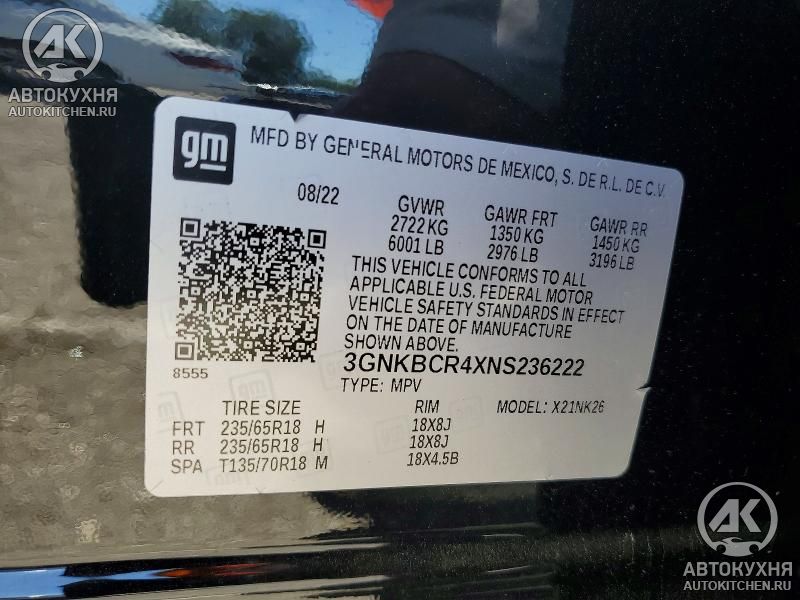 АК
АВТОКУХНЯ
AUTOKITCHEN.RU
gm
MFD BY GENERAL MOTORS DE MEXICO, S. DE R.L. DE C.V.
08/22
GVWR GAWR FRT GAWR RR
2722 KG 1350 KG 1450 KG
6001 LB 2976 LB 3196 LB
THIS VEHICLE CONFORMS TO ALL
APPLICABLE U.S. FEDERAL MOTOR
VEHICLE SAFETY STANDARDS IN EFFECT
ON THE DATE OF MANUFACTURE
SHOWN ABOVE.
8555
3GNKBCR4XNS236222
TYPE: MPV
TIRE SIZE RIM MODEL: X21NK26
FRT 235/65R18 H 18X8J
RR 235/65R18 H 18X8J
SPA T135/70R18 M 18X4.5B
АК
АВТОКУХНЯ
AUTOKITCHEN.RU